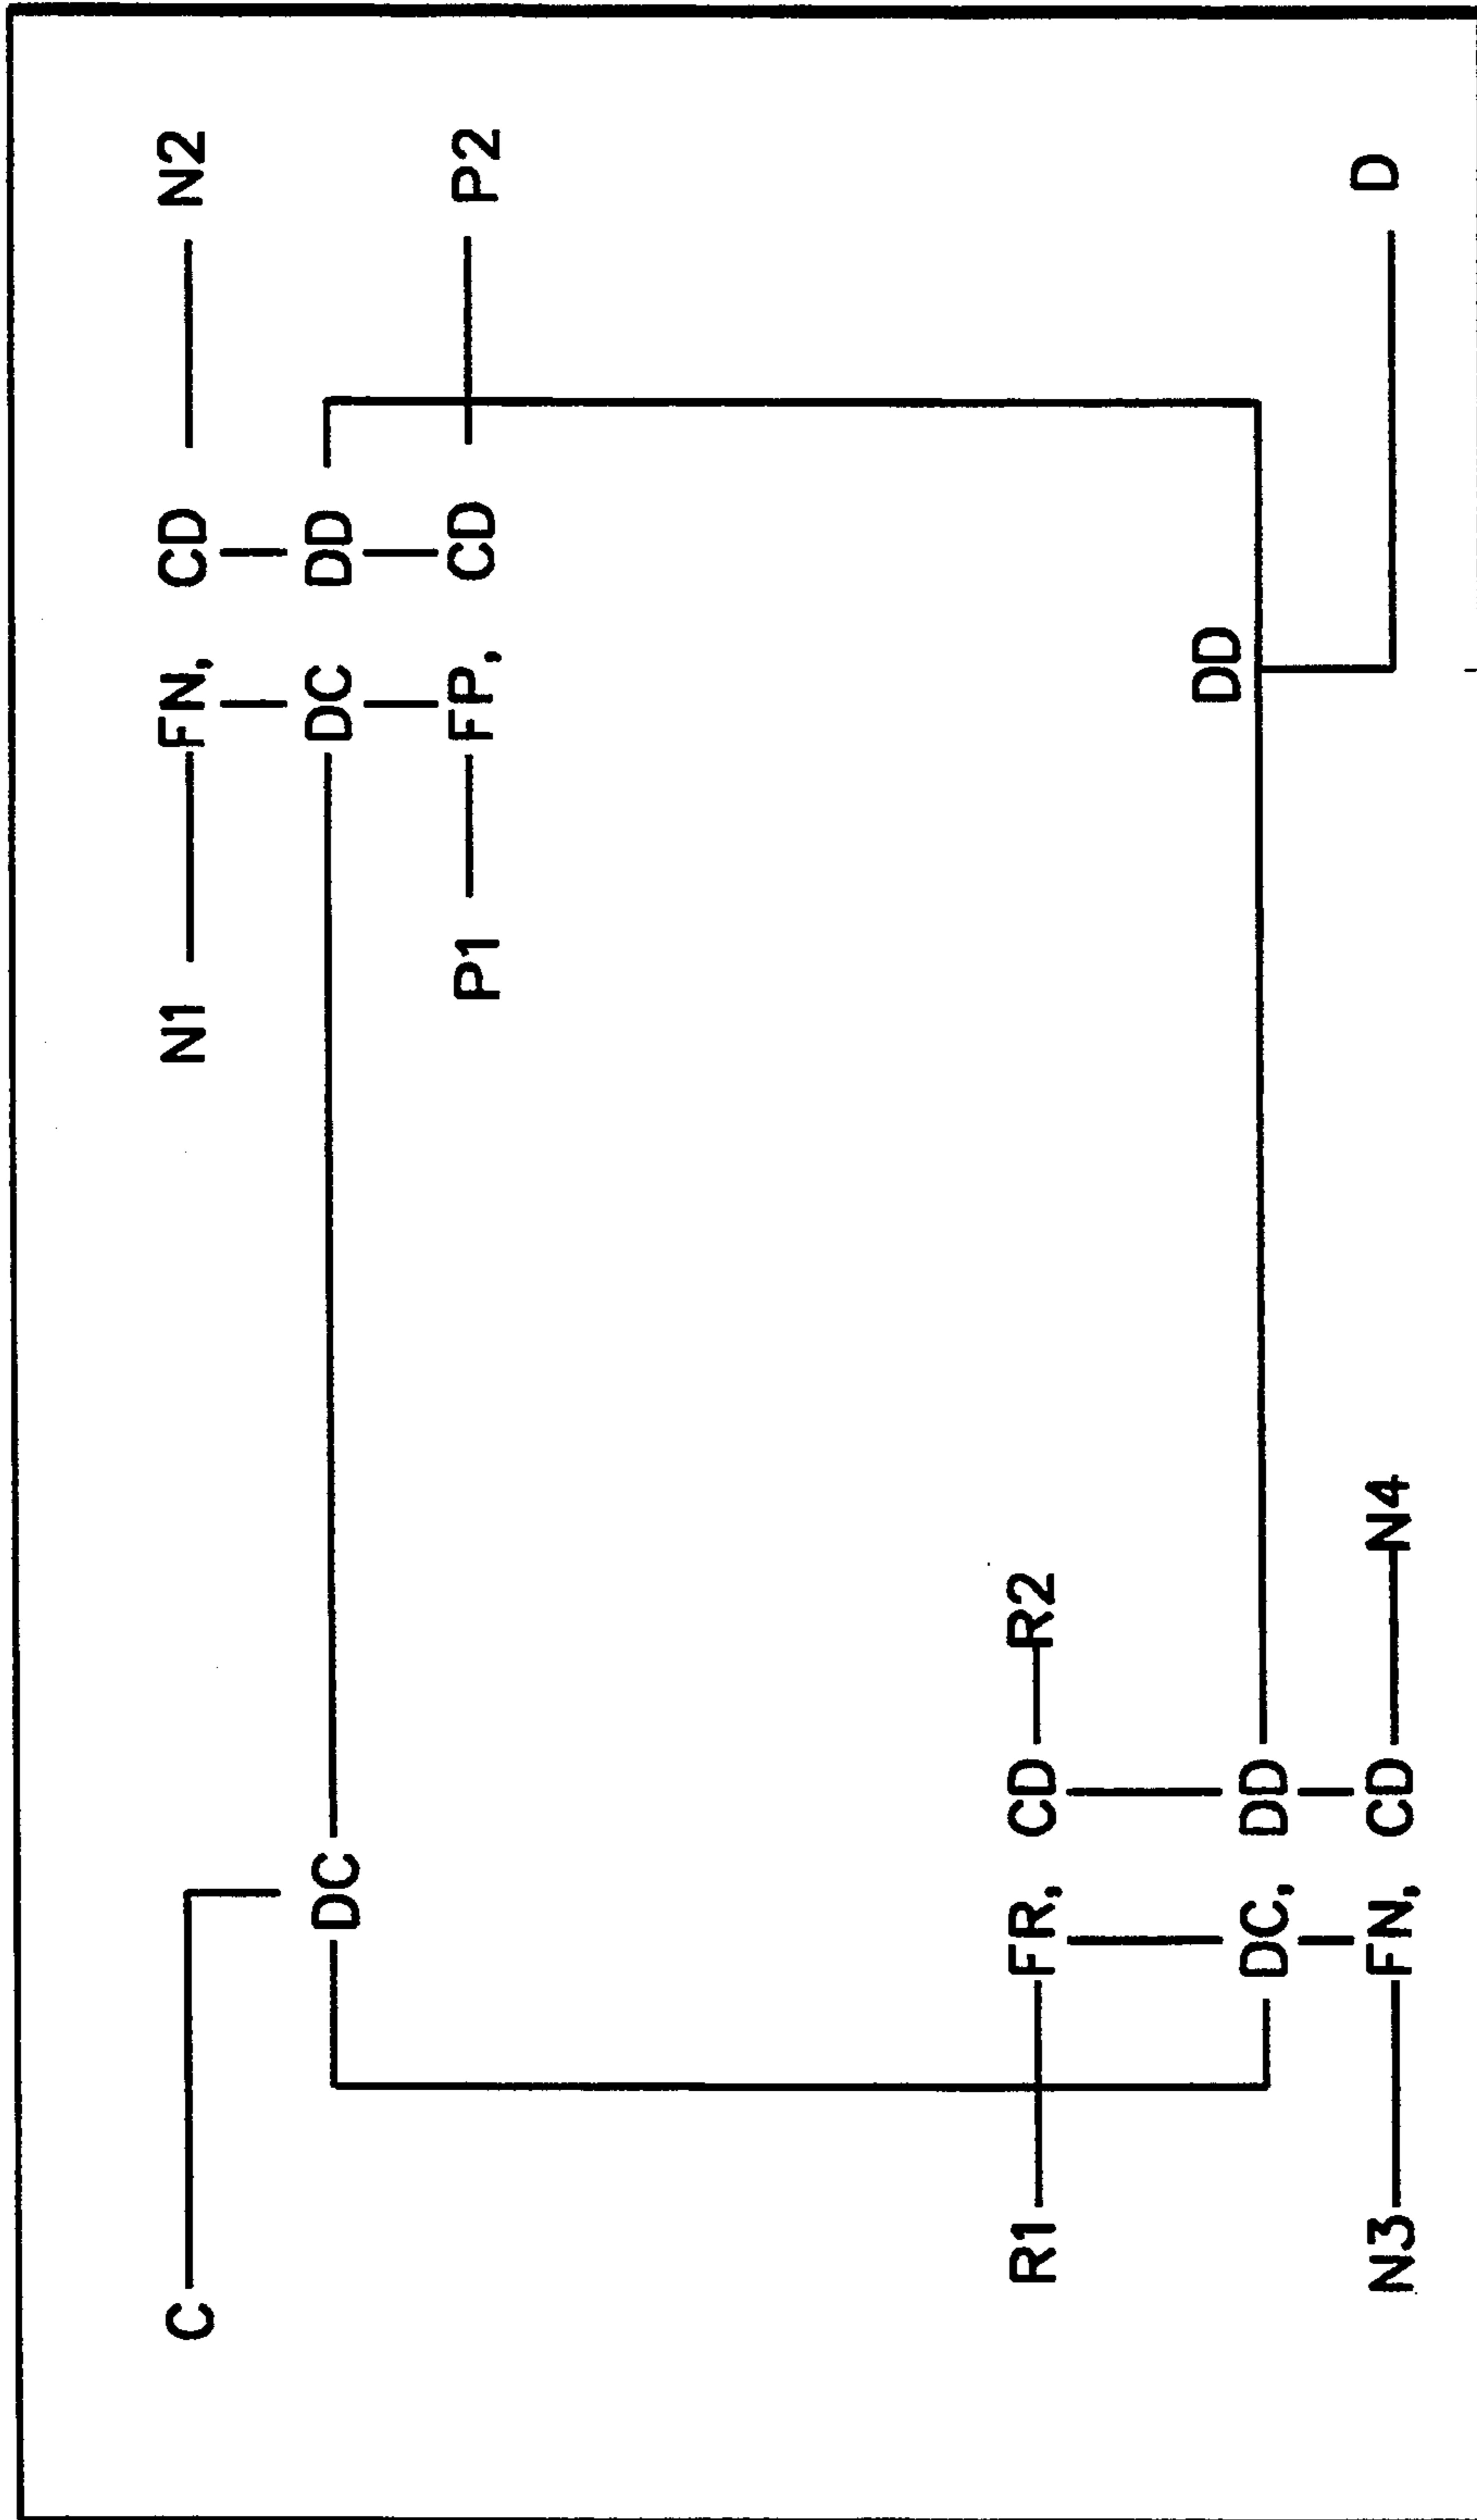 C N1 FN, CD N2
DC DC DD
P1 FP, CD P2
R1 FR, CD R2
DD
DC, DD
N3 FN, CD N4 D